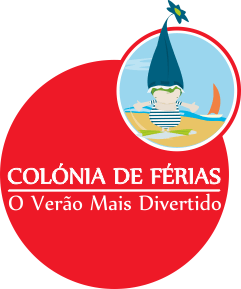 COLÓNIA DE FÉRIAS
O Verão Mais Divertido